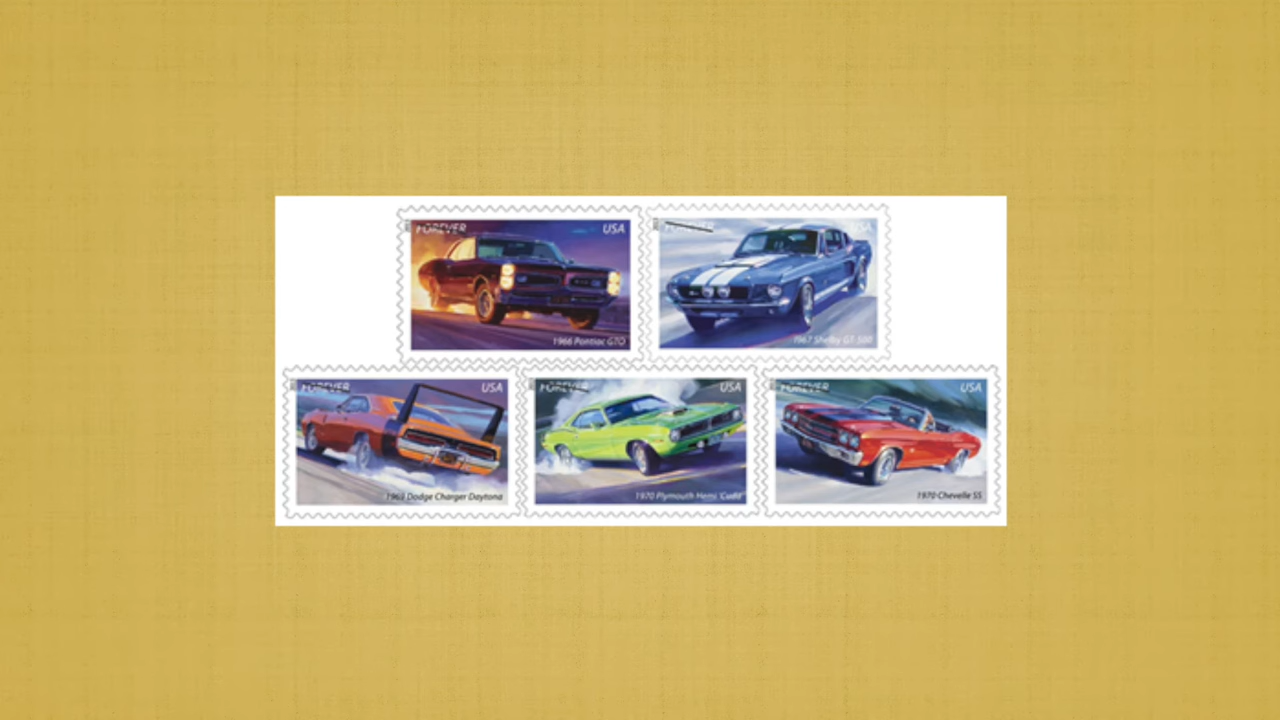 FOREVER USA
1966 Pontiac GTO
FOREVER USA
1967 Shelby GT-500
FOREVER USA
1969 Dodge Charger Daytona
FOREVER USA
1970 Plymouth Hemi 'Cuda
FOREVER USA
1970 Chevelle SS